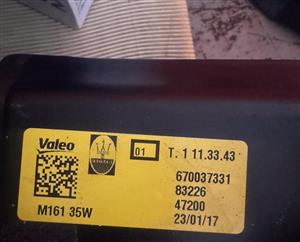 Valeo
01
T. 1 11.33.43
670037331
83226
M161 35W
47200
23/01/17